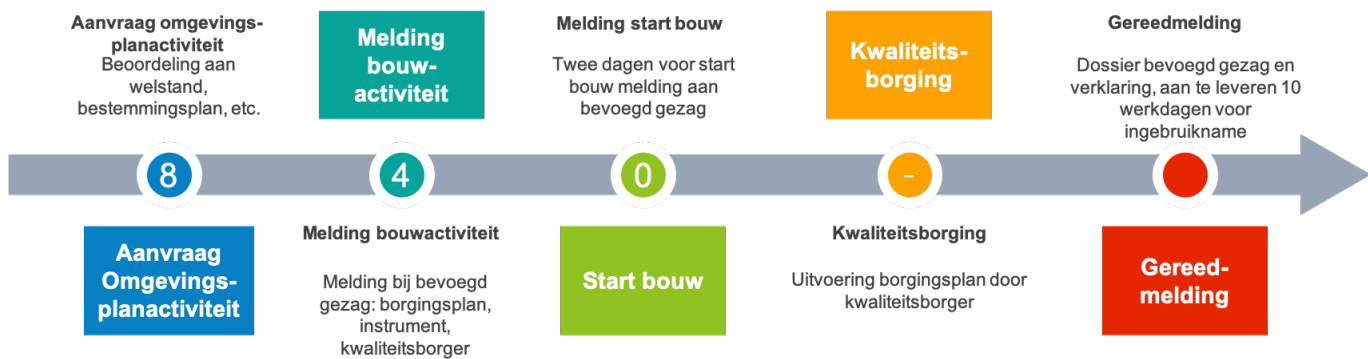 Aanvraag omgevings-
planactiviteit
Beoordeling aan
welstand,
bestemmingsplan, etc.
8
Aanvraag
Omgevings-
planactiviteit
Melding
bouw-
activiteit
4
Melding bouwactiviteit
Melding bij bevoegd
gezag: borgingsplan,
instrument,
kwaliteitsborger
Melding start bouw
Twee dagen voor start
bouw melding aan
bevoegd gezag
0
Start bouw
Kwaliteits-
borging
-
Kwaliteitsborging
Uitvoering borgingsplan door
kwaliteitsborger
Gereedmelding
Dossier bevoegd gezag en
verklaring, aan te leveren 10
werkdagen voor
ingebruikname
Gereed-
melding